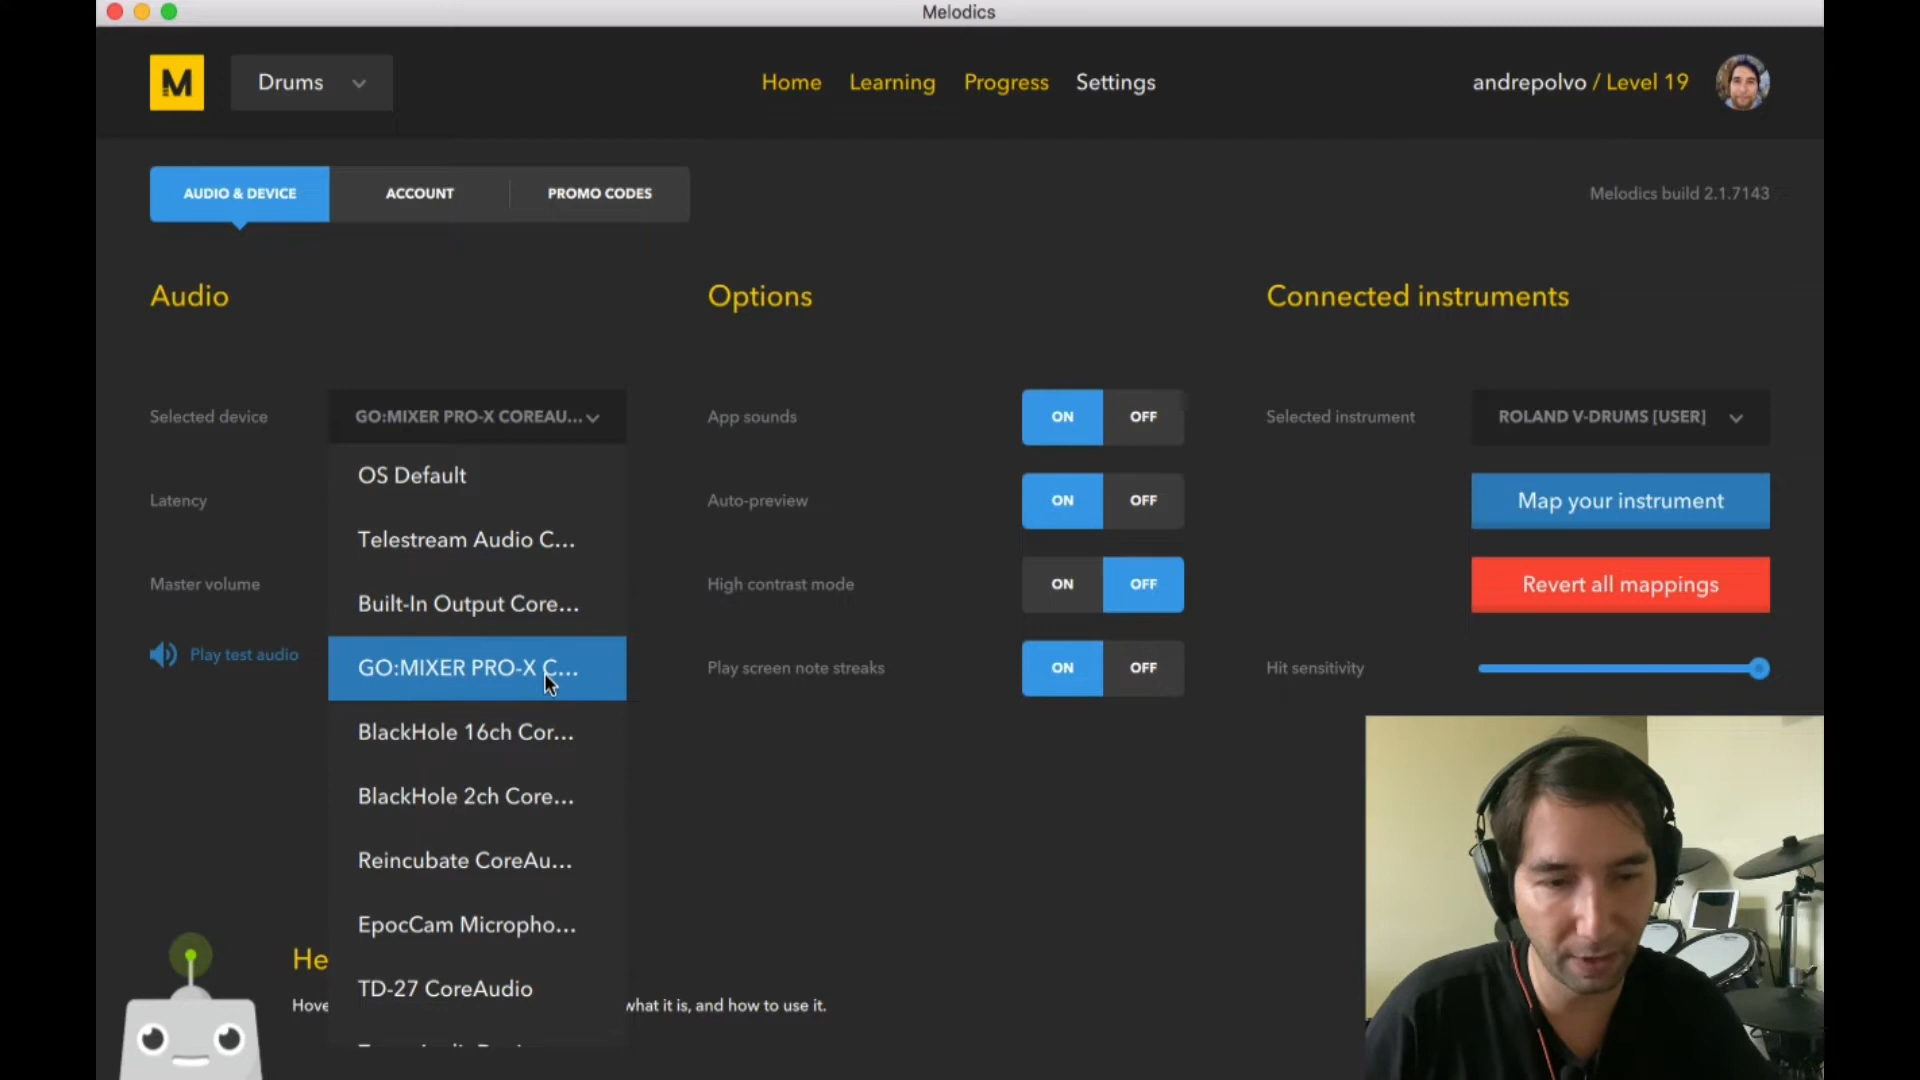 Melodics
M
Drums
Home
Learning
Progress
Settings
andrepolvo / Level 19
AUDIO & DEVICE
ACCOUNT
PROMO CODES
Melodics build 2.1.7143
Audio
Options
Connected instruments
Selected device
GO:MIXER PRO-X COREAU...
OS Default
Telestream Audio C...
Built-In Output Core...
GO:MIXER PRO-X C...
BlackHole 16ch Cor...
BlackHole 2ch Core...
Reincubate CoreAu...
EpocCam Micropho...
TD-27 CoreAudio
Latency
Master volume
Play test audio
App sounds
ON OFF
Auto-preview
ON OFF
High contrast mode
ON OFF
Play screen note streaks
ON OFF
Selected instrument
ROLAND V-DRUMS [USER]
Map your instrument
Revert all mappings
Hit sensitivity
He
Hove what it is, and how to use it.